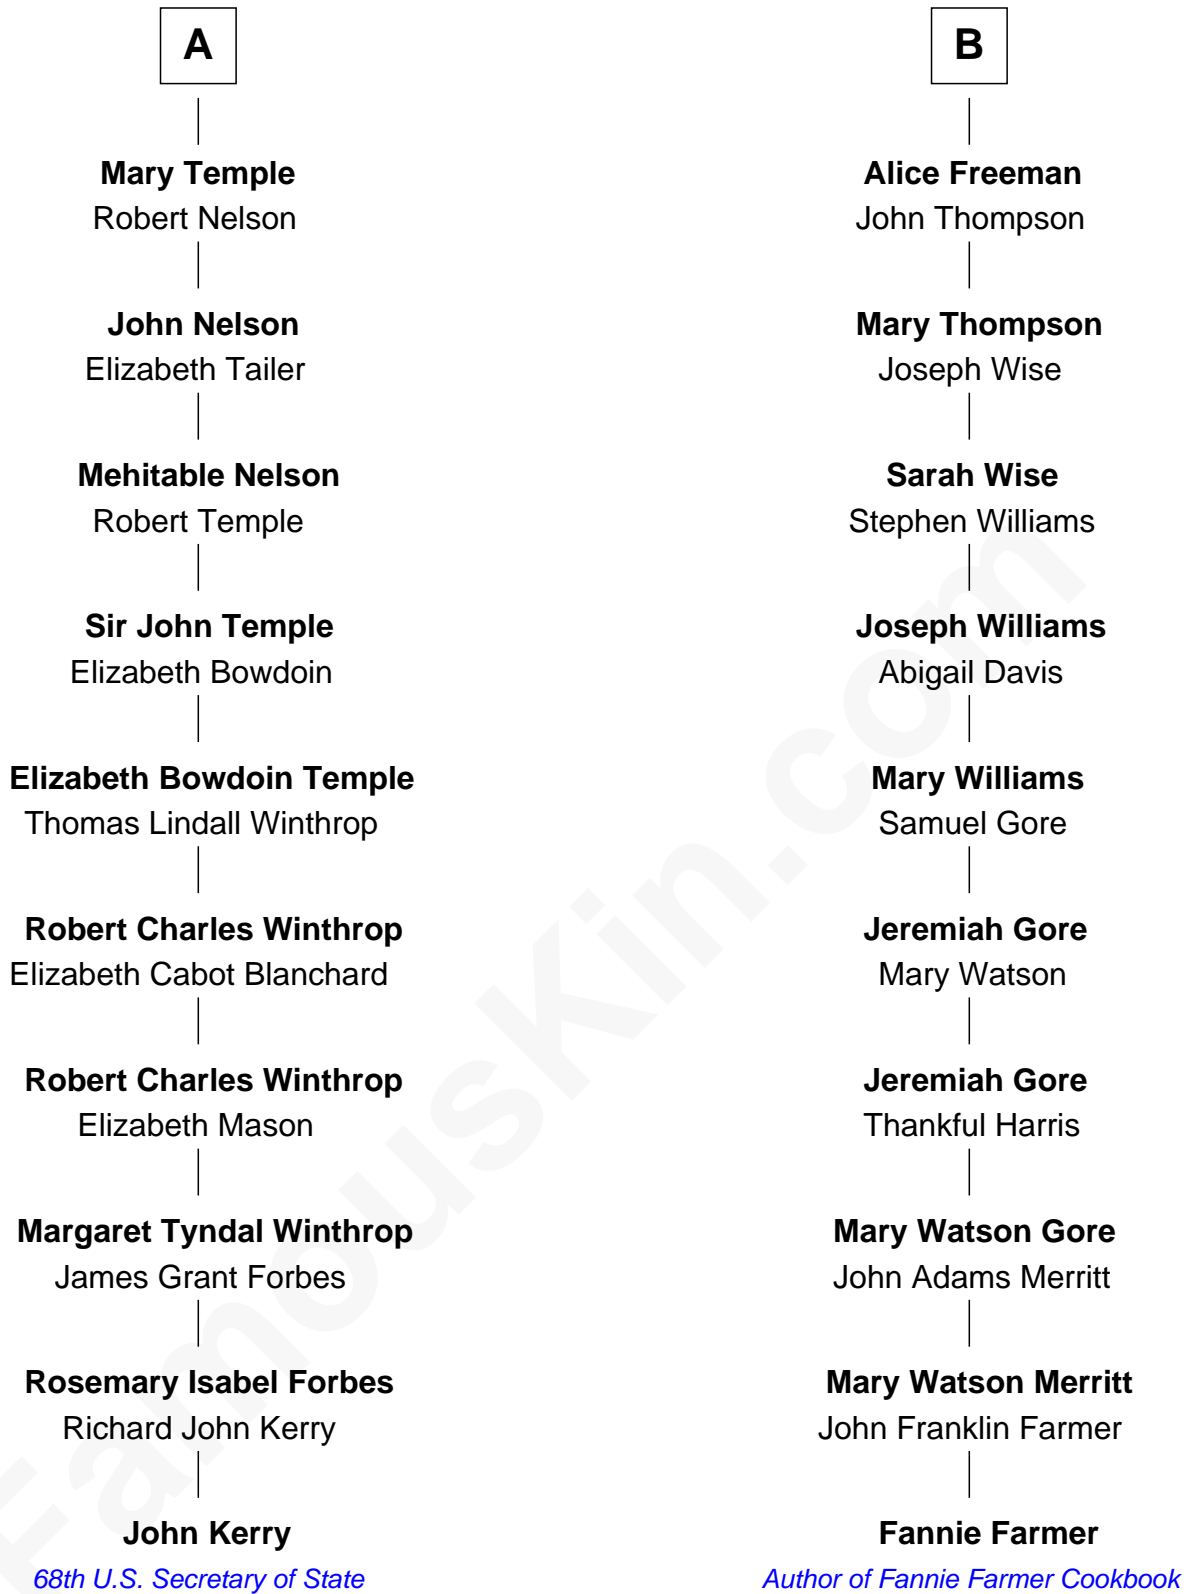 A
Mary Temple
Robert Nelson
John Nelson
Elizabeth Tailer
Mehitable Nelson
Robert Temple
Sir John Temple
Elizabeth Bowdoin
Elizabeth Bowdoin Temple
Thomas Lindall Winthrop
Robert Charles Winthrop
Elizabeth Cabot Blanchard
Robert Charles Winthrop
Elizabeth Mason
Margaret Tyndal Winthrop
James Grant Forbes
Rosemary Isabel Forbes
Richard John Kerry
John Kerry
68th U.S. Secretary of State
B
Alice Freeman
John Thompson
Mary Thompson
Joseph Wise
Sarah Wise
Stephen Williams
Joseph Williams
Abigail Davis
Mary Williams
Samuel Gore
Jeremiah Gore
Mary Watson
Jeremiah Gore
Thankful Harris
Mary Watson Gore
John Adams Merritt
Mary Watson Merritt
John Franklin Farmer
Fannie Farmer
Author of Fannie Farmer Cookbook
FamousKin.com